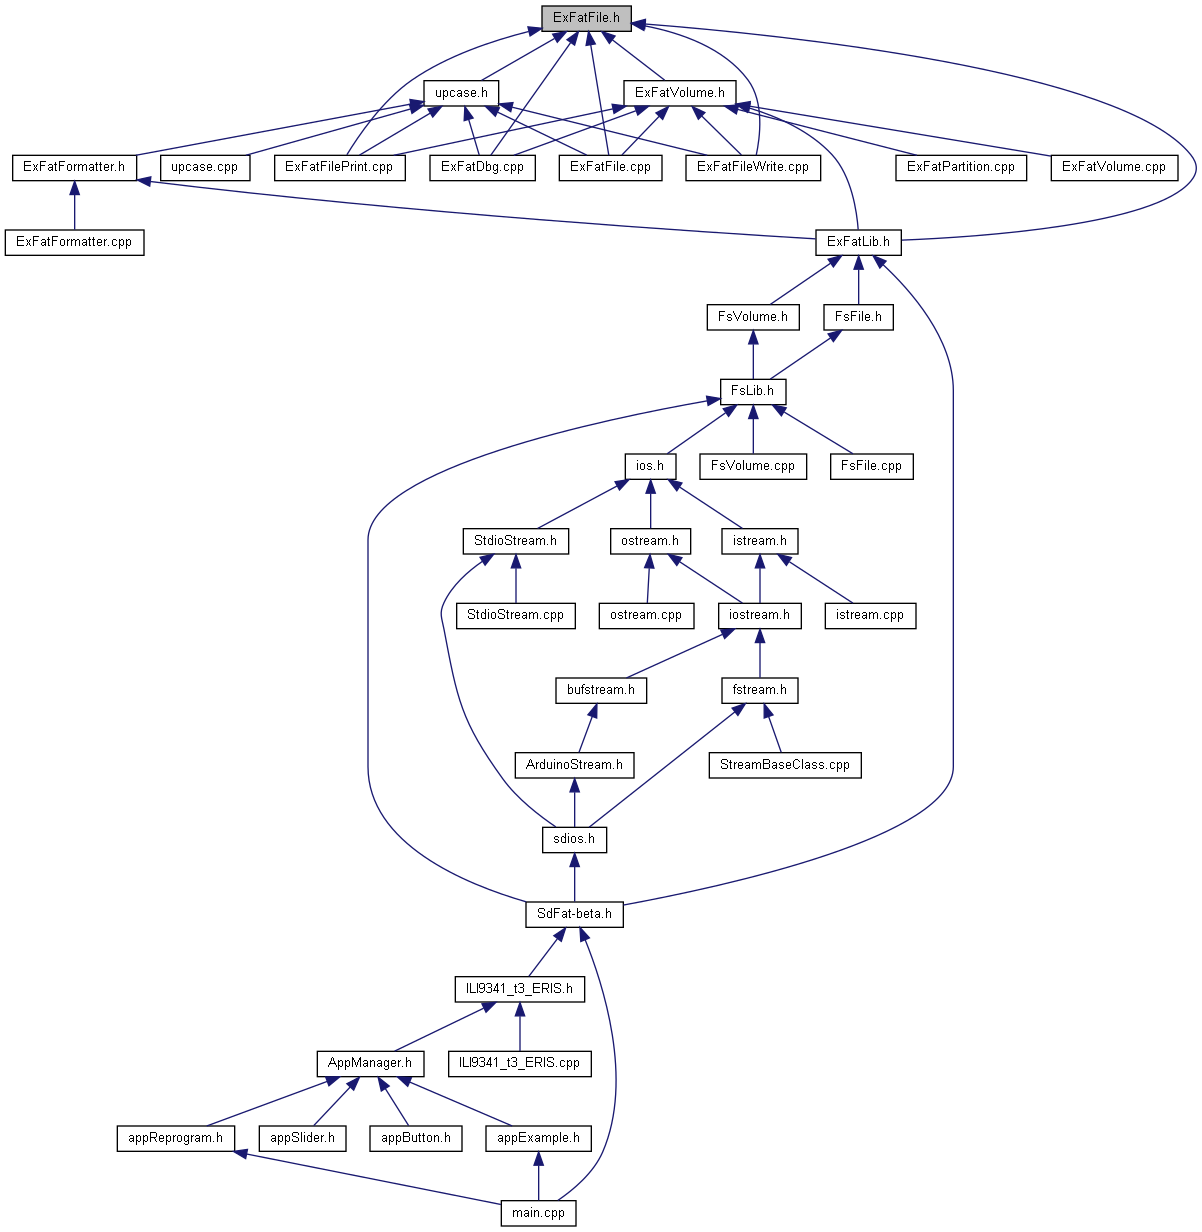 ExFatFile.h
upcase.h
ExFatVolume.h
ExFatFormatter.h
upcase.cpp
ExFatFilePrint.cpp
ExFatDbg.cpp
ExFatFile.cpp
ExFatFileWrite.cpp
ExFatPartition.cpp
ExFatVolume.cpp
ExFatFormatter.cpp
ExFatLib.h
FsVolume.h
FsFile.h
FsLib.h
ios.h
FsVolume.cpp
FsFile.cpp
StdioStream.h
ostream.h
istream.h
StdioStream.cpp
ostream.cpp
iostream.h
istream.cpp
bufstream.h
fstream.h
ArduinoStream.h
StreamBaseClass.cpp
sdios.h
SdFat-beta.h
ILI9341_t3_ERIS.h
AppManager.h
ILI9341_t3_ERIS.cpp
appReprogram.h
appSlider.h
appButton.h
appExample.h
main.cpp